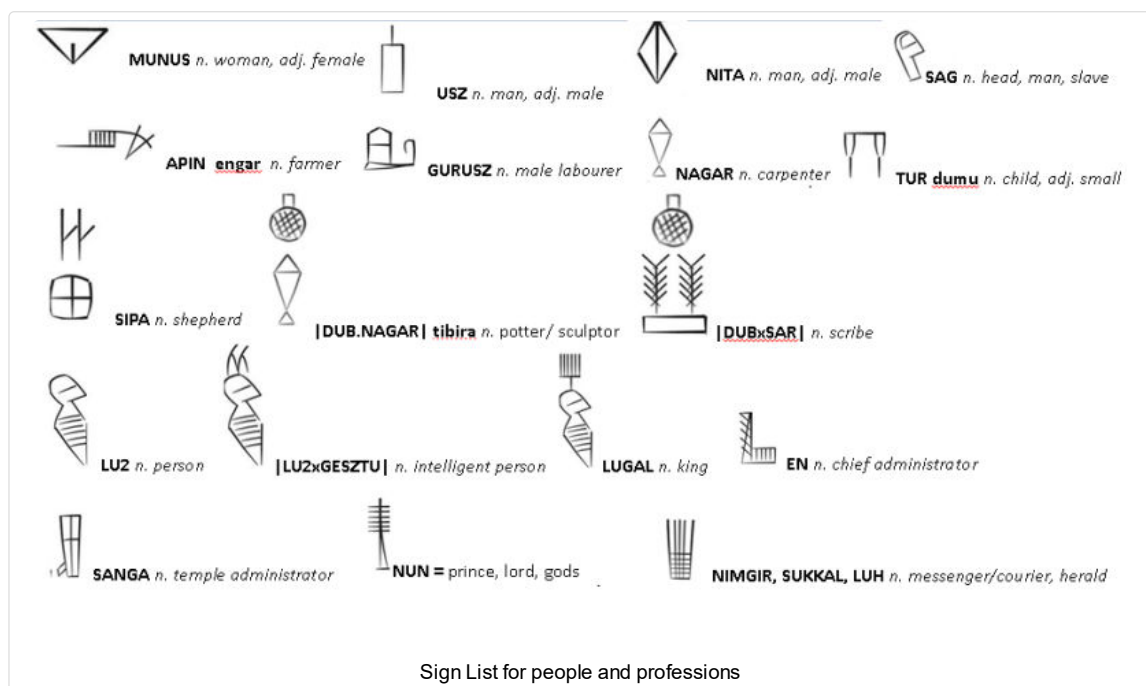 MUNUS n. woman, adj. female
USZ n. man, adj. male
NITA n. man, adj. male
SAG n. head, man, slave
APIN engar n. farmer
GURUSZ n. male labourer
NAGAR n. carpenter
TUR dumu n. child, adj. small
SIPA n. shepherd
|DUB.NAGAR| tibira n. potter/ sculptor
|DUBxSAR| n. scribe
LU2 n. person
|LU2xGESZTU| n. intelligent person
LUGAL n. king
EN n. chief administrator
SANGA n. temple administrator
NUN = prince, lord, gods
NIMGIR, SUKKAL, LUH n. messenger/courier, herald
Sign List for people and professions